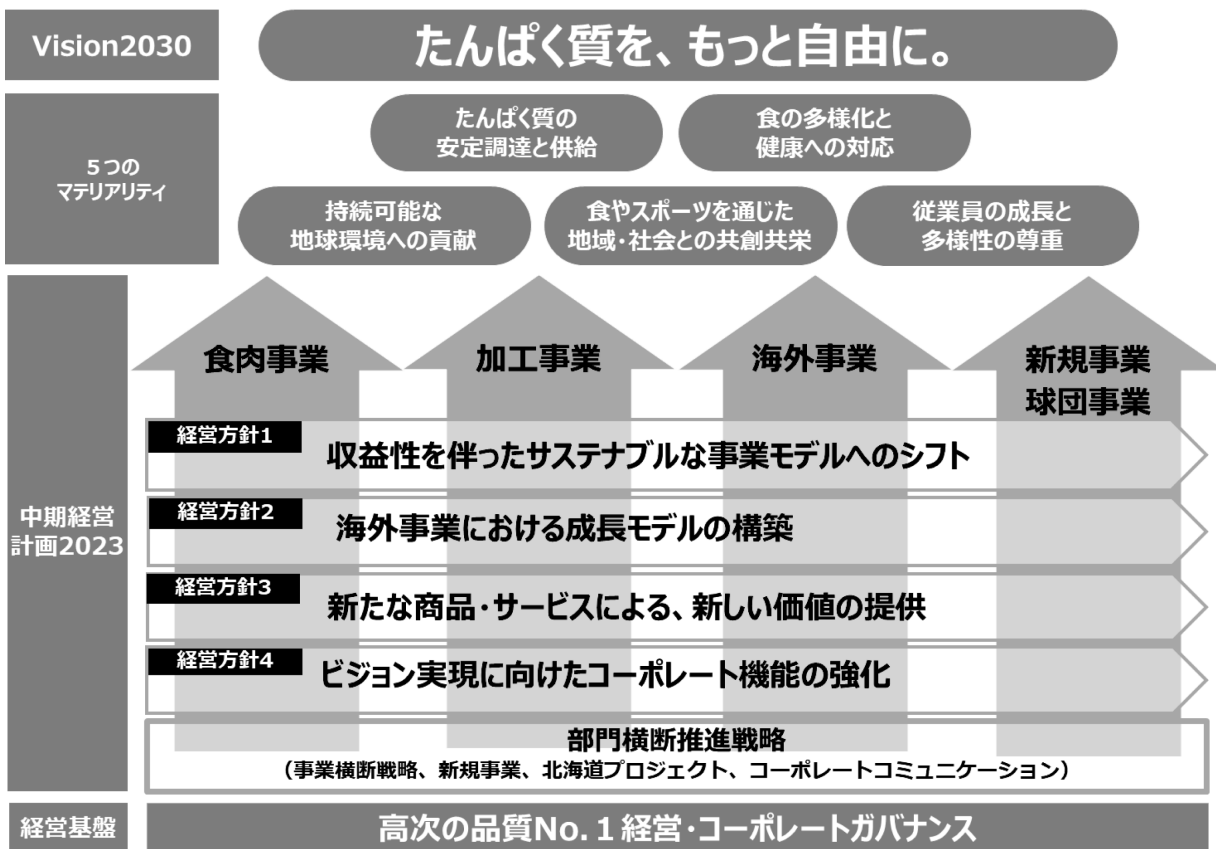 Vision2030
たんぱく質を、もっと自由に。
５つの
マテリアリティ
たんぱく質の
安定調達と供給
食の多様化と
健康への対応
持続可能な
地球環境への貢献
食やスポーツを通じた
地域・社会との共創共栄
従業員の成長と
多様性の尊重
中期経営
計画2023
食肉事業
加工事業
海外事業
新規事業
球団事業
経営方針1
収益性を伴ったサステナブルな事業モデルへのシフト
経営方針2
海外事業における成長モデルの構築
経営方針3
新たな商品・サービスによる、新しい価値の提供
経営方針4
ビジョン実現に向けたコーポレート機能の強化
部門横断推進戦略
（事業横断戦略、新規事業、北海道プロジェクト、コーポレートコミュニケーション）
経営基盤
高次の品質No.１経営・コーポレートガバナンス